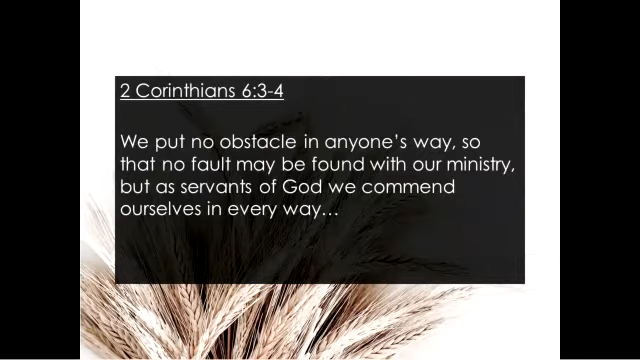 2 Corinthians 6:3-4
We put no obstacle in anyone’s way, so
that no fault may be found with our ministry,
but as servants of God we commend
ourselves in every way…